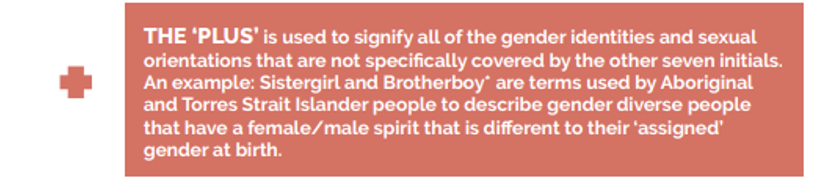 THE ‘PLUS’ is used to signify all of the gender identities and sexual
orientations that are not specifically covered by the other seven initials.
An example: Sistergirl and Brotherboy* are terms used by Aboriginal
and Torres Strait Islander people to describe gender diverse people
that have a female/male spirit that is different to their ‘assigned’
gender at birth.